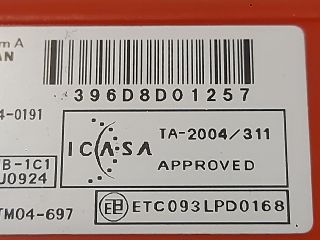 m A
AN
396D8D01257
4-0191
TA-2004/311
ICASA
APPROVED
B-1C1
J0924
TM04-697
ETC093LPD0168